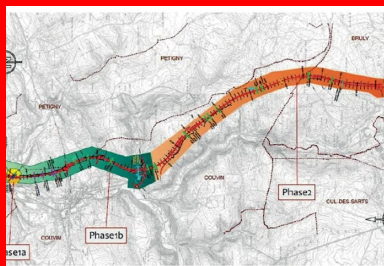 BRULY
PETIGNY
PETIGNY
COUVIN
Phase2
CUL-DES-SARTS
Phase1b
COUVIN
ase1a